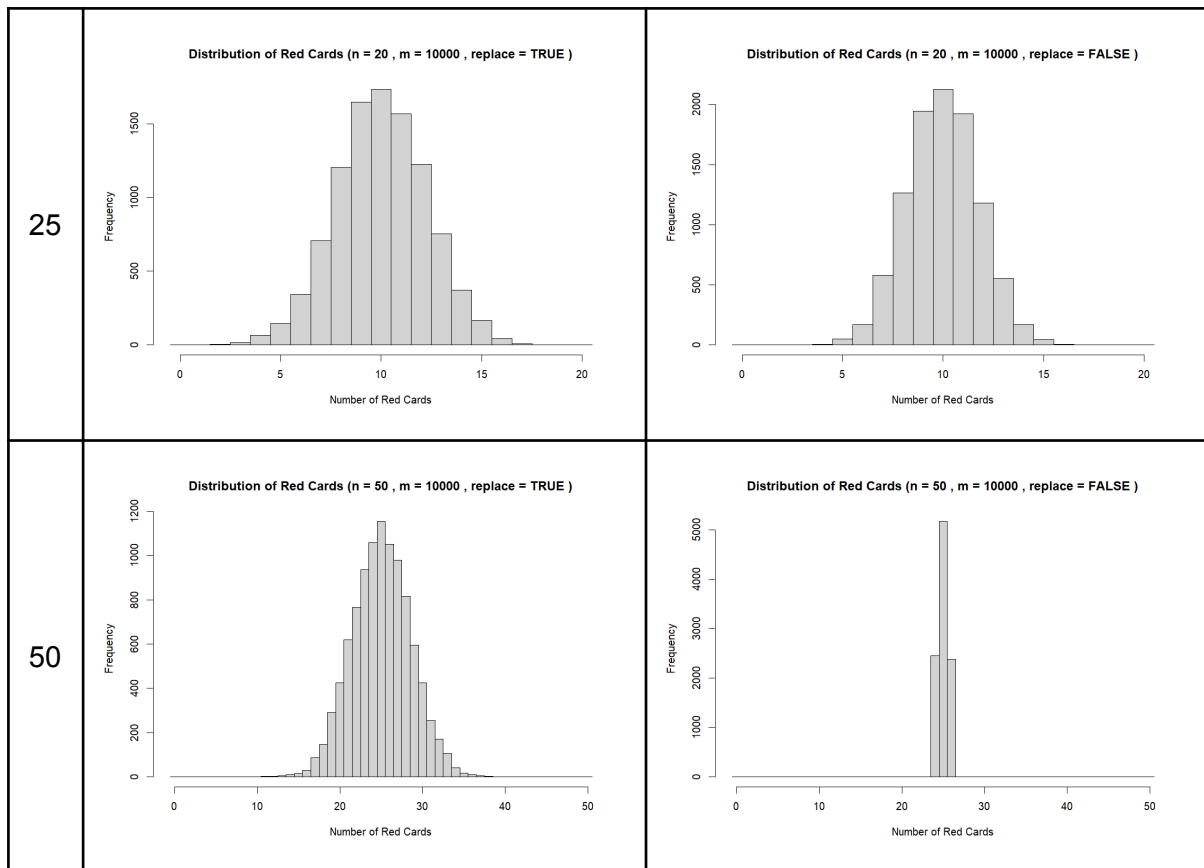 25
Distribution of Red Cards (n = 20 , m = 10000 , replace = TRUE )
Frequency
0
500
1000
1500
0 5 10 15 20
Number of Red Cards
Distribution of Red Cards (n = 20 , m = 10000 , replace = FALSE )
Frequency
0
500
1000
1500
2000
0 5 10 15 20
Number of Red Cards
50
Distribution of Red Cards (n = 50 , m = 10000 , replace = TRUE )
Frequency
0
200
400
600
800
1000
1200
0 10 20 30 40 50
Number of Red Cards
Distribution of Red Cards (n = 50 , m = 10000 , replace = FALSE )
Frequency
0
1000
2000
3000
4000
5000
0 10 20 30 40 50
Number of Red Cards